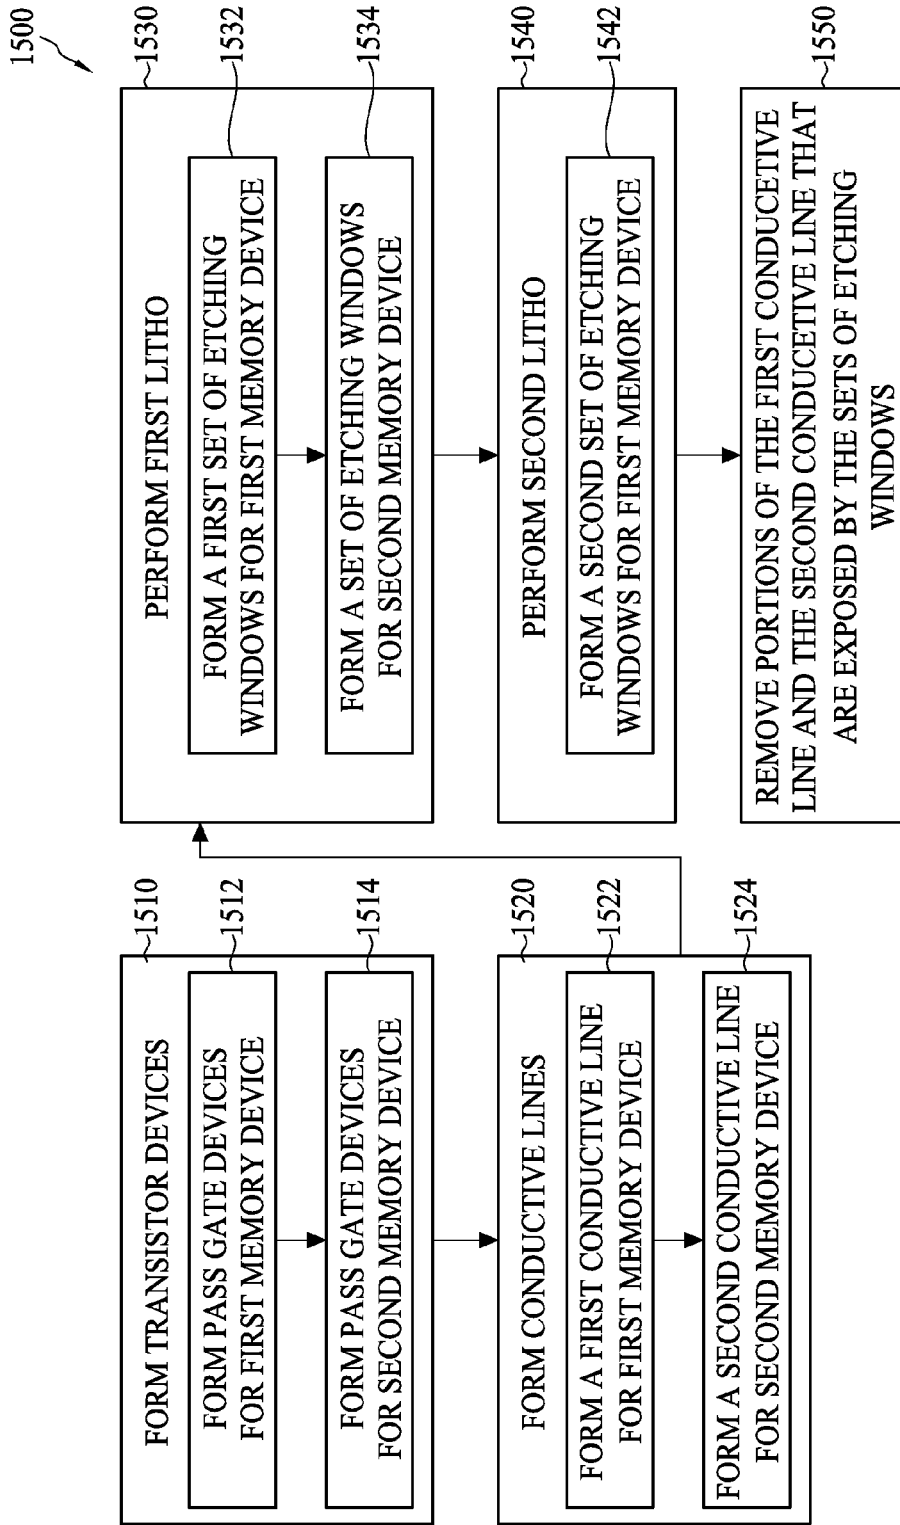 1500
FORM TRANSISTOR DEVICES
1510
FORM PASS GATE DEVICES
FOR FIRST MEMORY DEVICE
1512
FORM PASS GATE DEVICES
FOR SECOND MEMORY DEVICE
1514
FORM CONDUCTIVE LINES
1520
FORM A FIRST CONDUCTIVE LINE
FOR FIRST MEMORY DEVICE
1522
FORM A SECOND CONDUCTIVE LINE
FOR SECOND MEMORY DEVICE
1524
PERFORM FIRST LITHO
1530
FORM A FIRST SET OF ETCHING
WINDOWS FOR FIRST MEMORY DEVICE
1532
FORM A SET OF ETCHING WINDOWS
FOR SECOND MEMORY DEVICE
1534
PERFORM SECOND LITHO
1540
FORM A SECOND SET OF ETCHING
WINDOWS FOR FIRST MEMORY DEVICE
1542
REMOVE PORTIONS OF THE FIRST CONDUCETIVE
LINE AND THE SECOND CONDUCETIVE LINE THAT
ARE EXPOSED BY THE SETS OF ETCHING
WINDOWS
1550